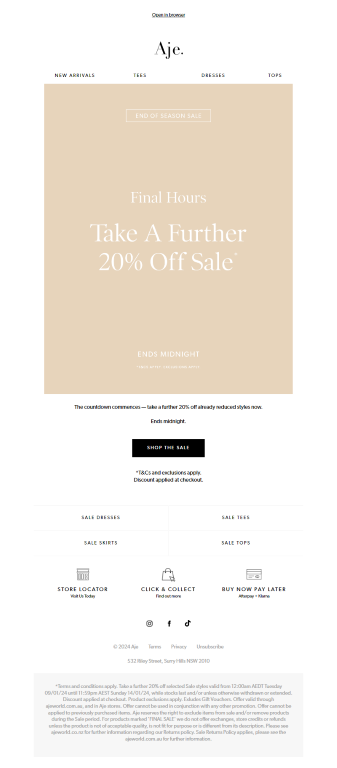 Open in browser
Aje.
NEW ARRIVALS TEES DRESSES TOPS
END OF SEASON SALE
Final Hours
Take A Further
20% Off Sale*
ENDS MIDNIGHT
The countdown commences — take a further 20% off already reduced styles now.
Ends midnight.
SHOP THE SALE
*T&Cs and exclusions apply.
Discount applied at checkout.
SALE DRESSES SALE TEES
SALE SKIRTS SALE TOPS
STORE LOCATOR CLICK & COLLECT BUY NOW PAY LATER
Visit Us Today Find out more Afterpay + Klarna
© 2024 Aje Terms Privacy Unsubscribe
532 Riley Street, Surry Hills NSW 2010
*Terms and conditions apply. Take a further 20% off selected Sale styles valid from 12:00am AEDT Tuesday
09/01/24 until 11:59pm AEDT Sunday 14/01/24, while stocks last and/or unless otherwise withdrawn or extended.
Discount applied at checkout. Product exclusions apply. Excludes Gift Vouchers. Offer valid through
ajeworld.com.au, and in Aje stores. Offer cannot be used in conjunction with any other promotion. Offer cannot be
applied to previously purchased items. Aje reserves the right to exclude items from sale and/or remove products
during the Sale period. For products marked 'FINAL SALE' we do not offer exchanges, store credits or refunds
unless the product is not of acceptable quality, is not fit for purpose or is different from its description. Please see
ajeworld.com.au for further information regarding our Returns policy. Sale Returns Policy applies, please see the
ajeworld.com.au for further information.